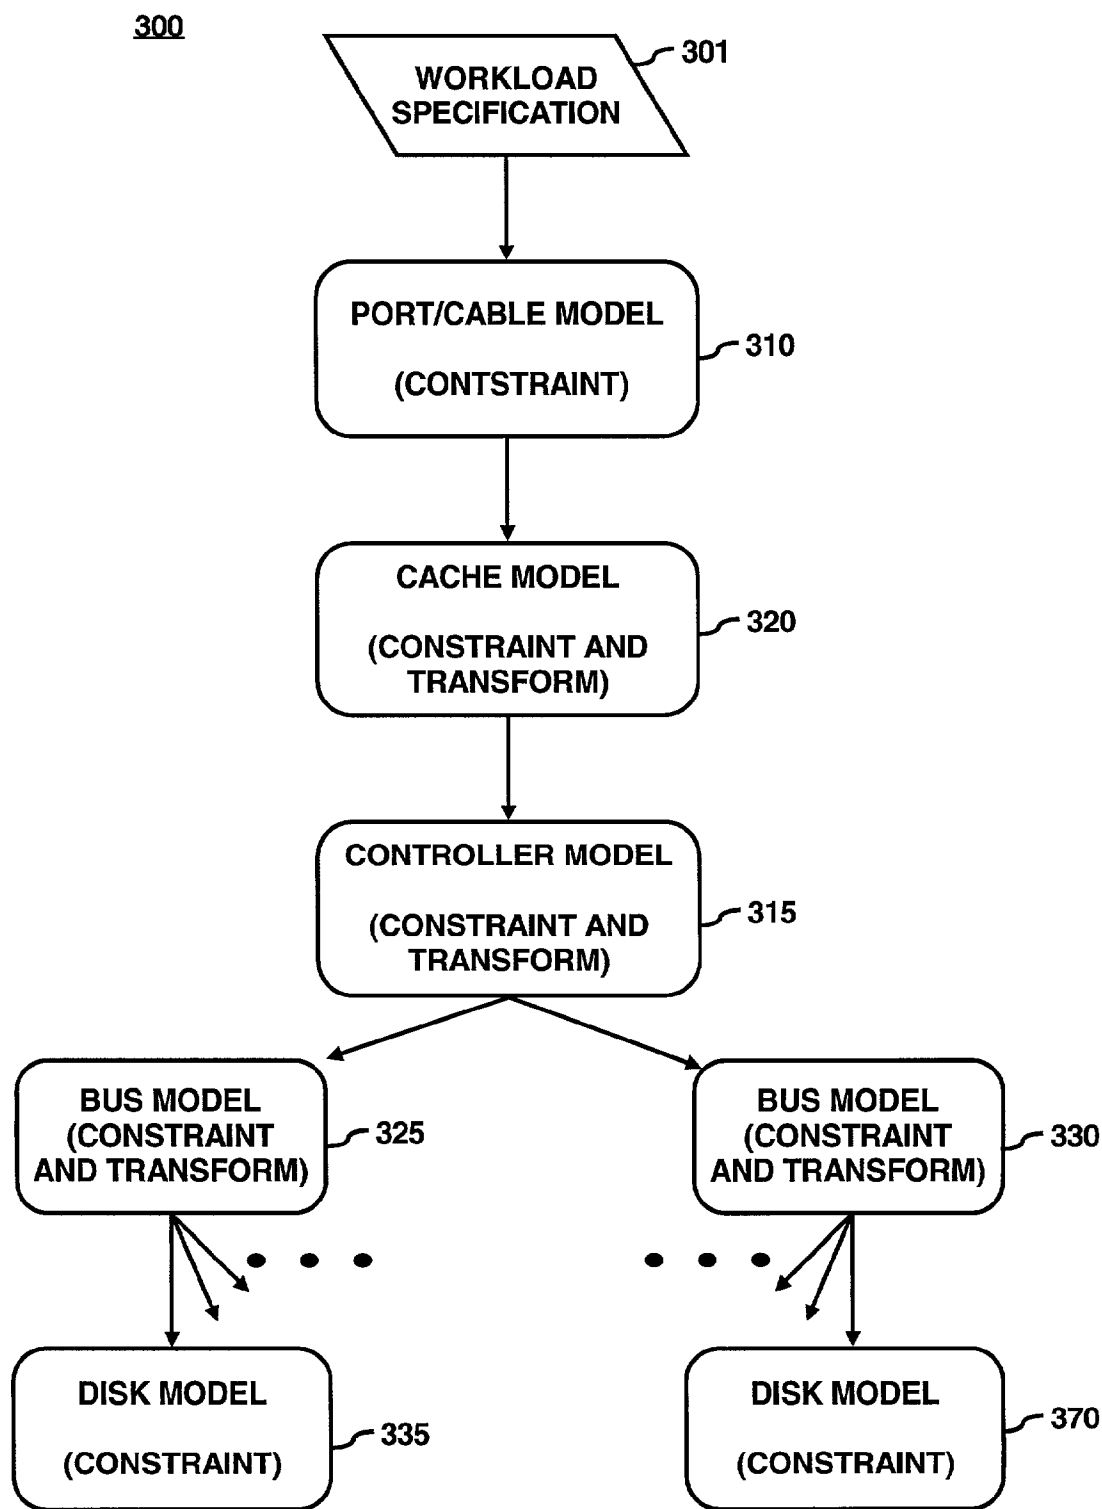 300
WORKLOAD
SPECIFICATION
301
PORT/CABLE MODEL
(CONTSTRAINT)
310
CACHE MODEL
(CONSTRAINT AND
TRANSFORM)
320
CONTROLLER MODEL
(CONSTRAINT AND
TRANSFORM)
315
BUS MODEL
(CONSTRAINT
AND TRANSFORM)
325
BUS MODEL
(CONSTRAINT
AND TRANSFORM)
330
DISK MODEL
(CONSTRAINT)
335
DISK MODEL
(CONSTRAINT)
370